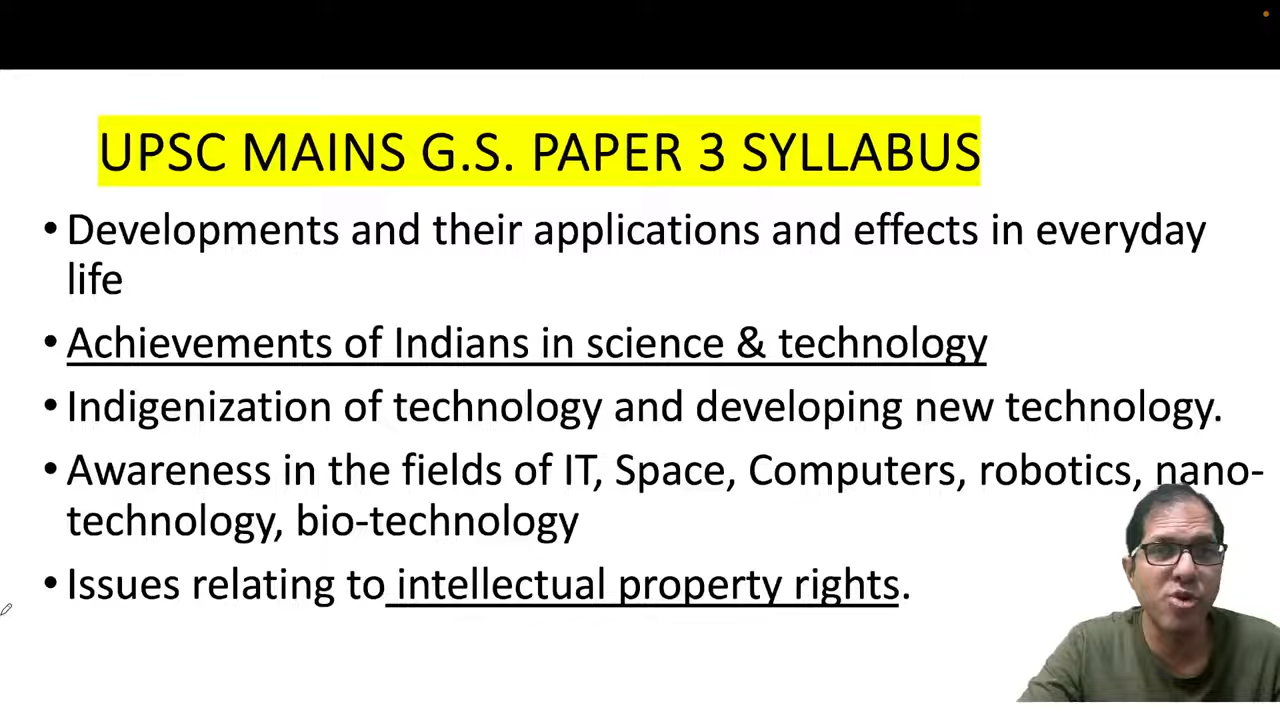 UPSC MAINS G.S. PAPER 3 SYLLABUS
• Developments and their applications and effects in everyday
life
• Achievements of Indians in science & technology
• Indigenization of technology and developing new technology.
• Awareness in the fields of IT, Space, Computers, robotics, nano-
technology, bio-technology
• Issues relating to intellectual property rights.